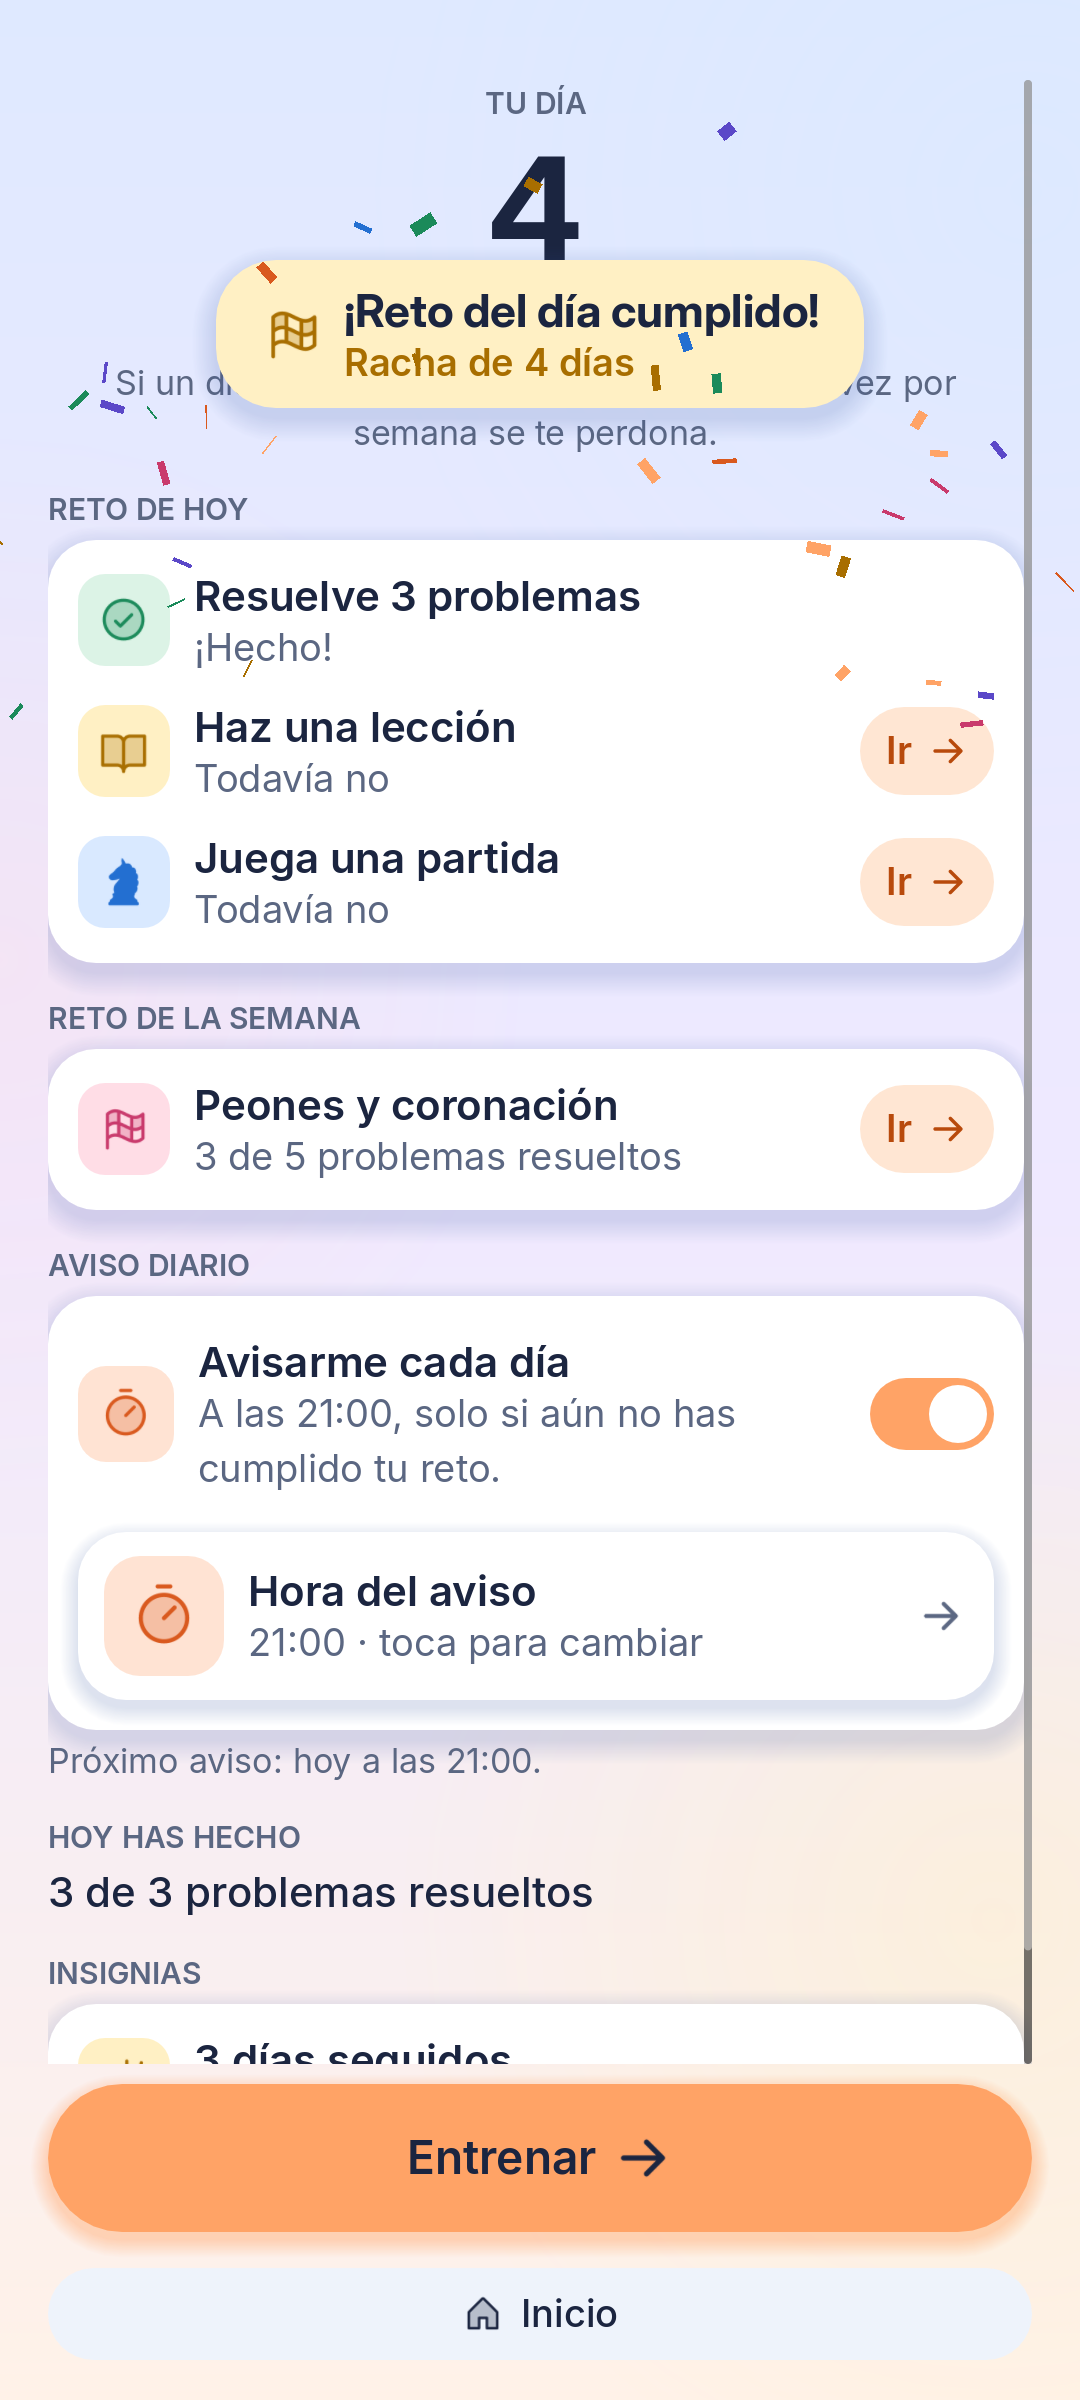 TU DÍA
4
¡Reto del día cumplido!
Racha de 4 días
Si un vez por
semana se te perdona.
RETO DE HOY
Resuelve 3 problemas
¡Hecho!
Haz una lección
Todavía no
Ir
Juega una partida
Todavía no
Ir
RETO DE LA SEMANA
Peones y coronación
3 de 5 problemas resueltos
Ir
AVISO DIARIO
Avisarme cada día
A las 21:00, solo si aún no has
cumplido tu reto.
Hora del aviso
21:00 · toca para cambiar
Próximo aviso: hoy a las 21:00.
HOY HAS HECHO
3 de 3 problemas resueltos
INSIGNIAS
3 días seguidos
Entrenar
Inicio